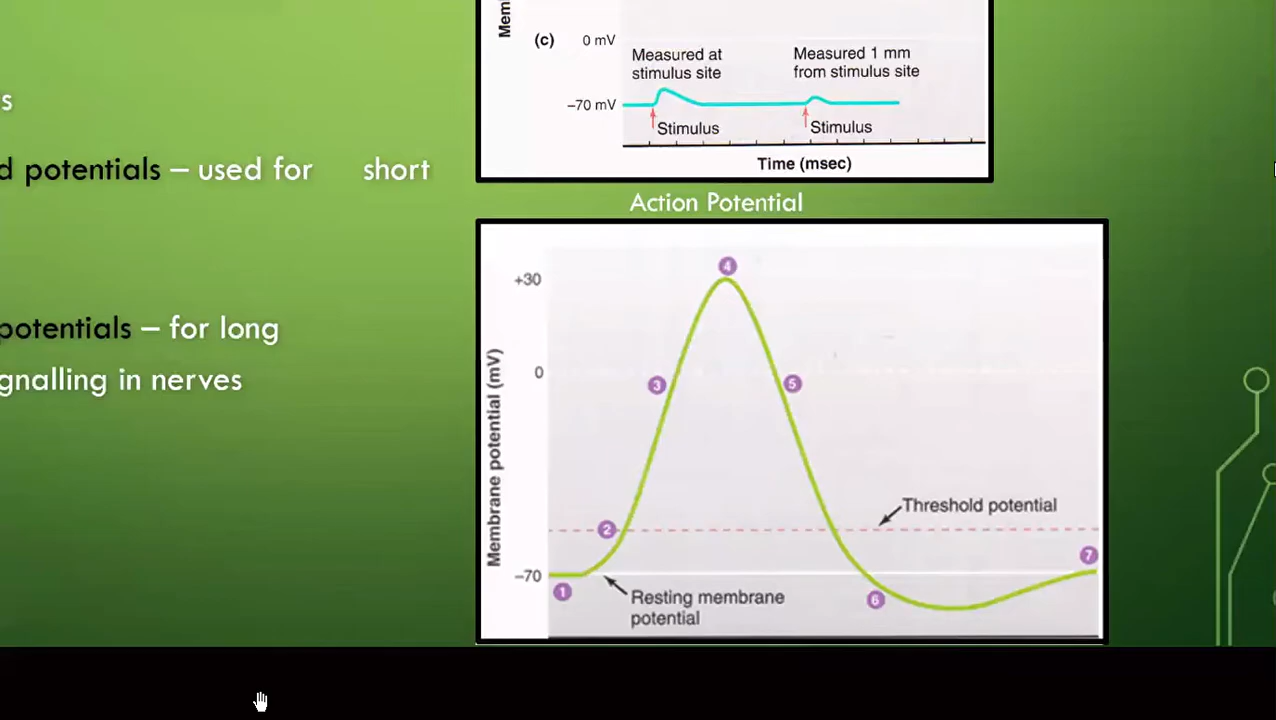 s
d potentials – used for short
potentials – for long
gnalling in nerves
Memb
(c)
0 mV
Measured at
stimulus site
Measured 1 mm
from stimulus site
–70 mV
Stimulus
Stimulus
Time (msec)
Action Potential
Membrane potential (mV)
+30
0
–70
4
3
5
2
Threshold potential
7
1
Resting membrane
potential
6